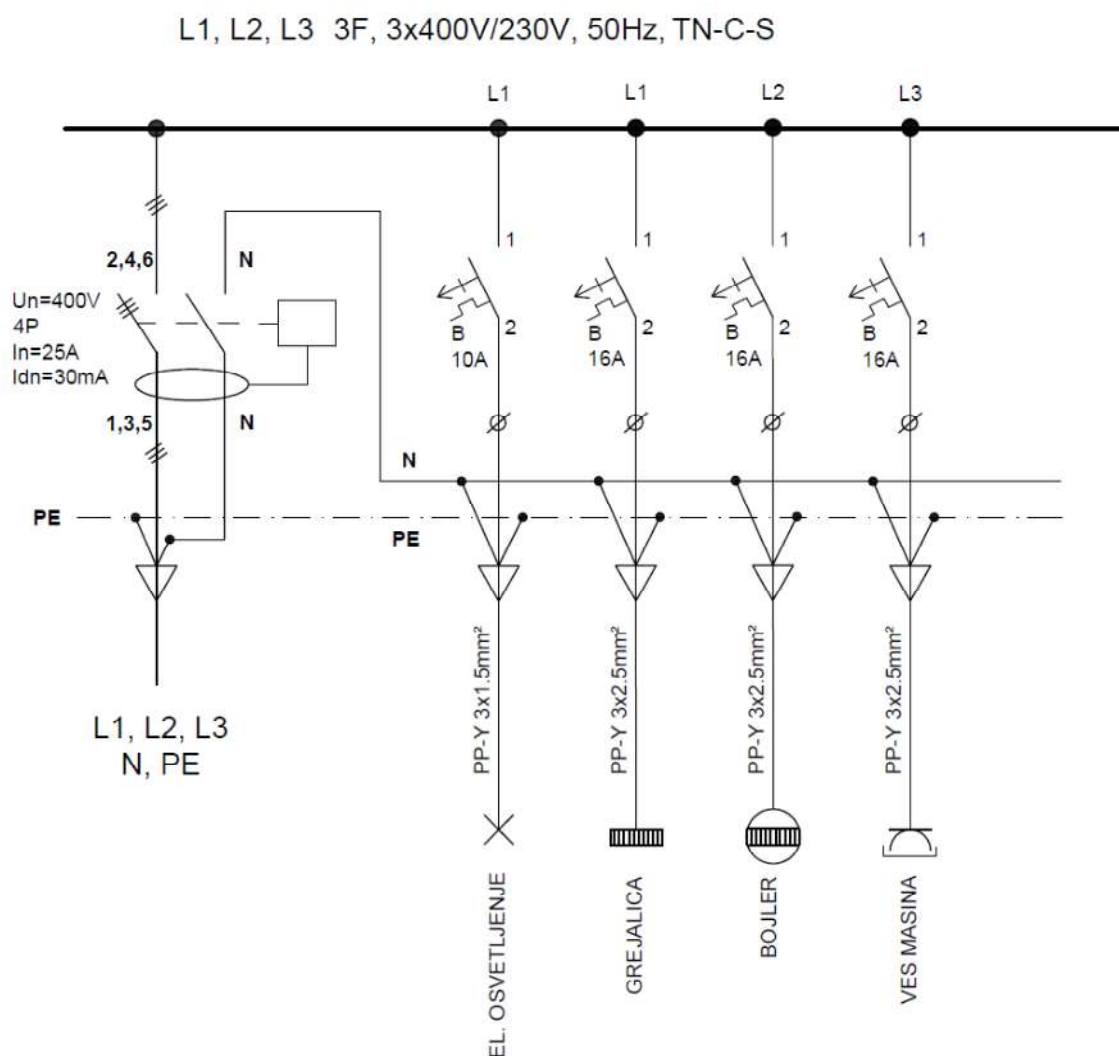 L1, L2, L3  3F, 3x400V/230V, 50Hz, TN-C-S
L1
L1
L2
L3
2,4,6
N
Un=400V
4P
In=25A
Idn=30mA
1,3,5
N
1
2
B
10A
1
2
B
16A
1
2
B
16A
1
2
B
16A
N
PE
PE
L1, L2, L3
N, PE
PP-Y 3x1.5mm²
PP-Y 3x2.5mm²
PP-Y 3x2.5mm²
PP-Y 3x2.5mm²
EL. OSVETLJENJE
GREJALICA
BOJLER
VES MASINA